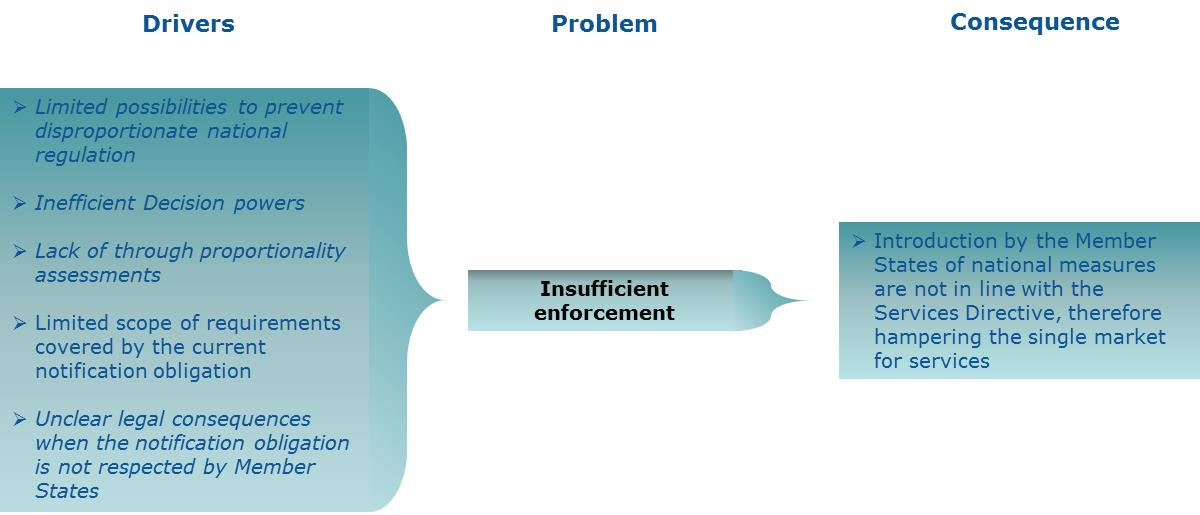 Drivers
Problem
Consequence
➢ Limited possibilities to prevent
disproportionate national
regulation
➢ Inefficient Decision powers
➢ Lack of through proportionality
assessments
➢ Limited scope of requirements
covered by the current
notification obligation
➢ Unclear legal consequences
when the notification obligation
is not respected by Member
States
Insufficient
enforcement
➢ Introduction by the Member
States of national measures
are not in line with the
Services Directive, therefore
hampering the single market
for services